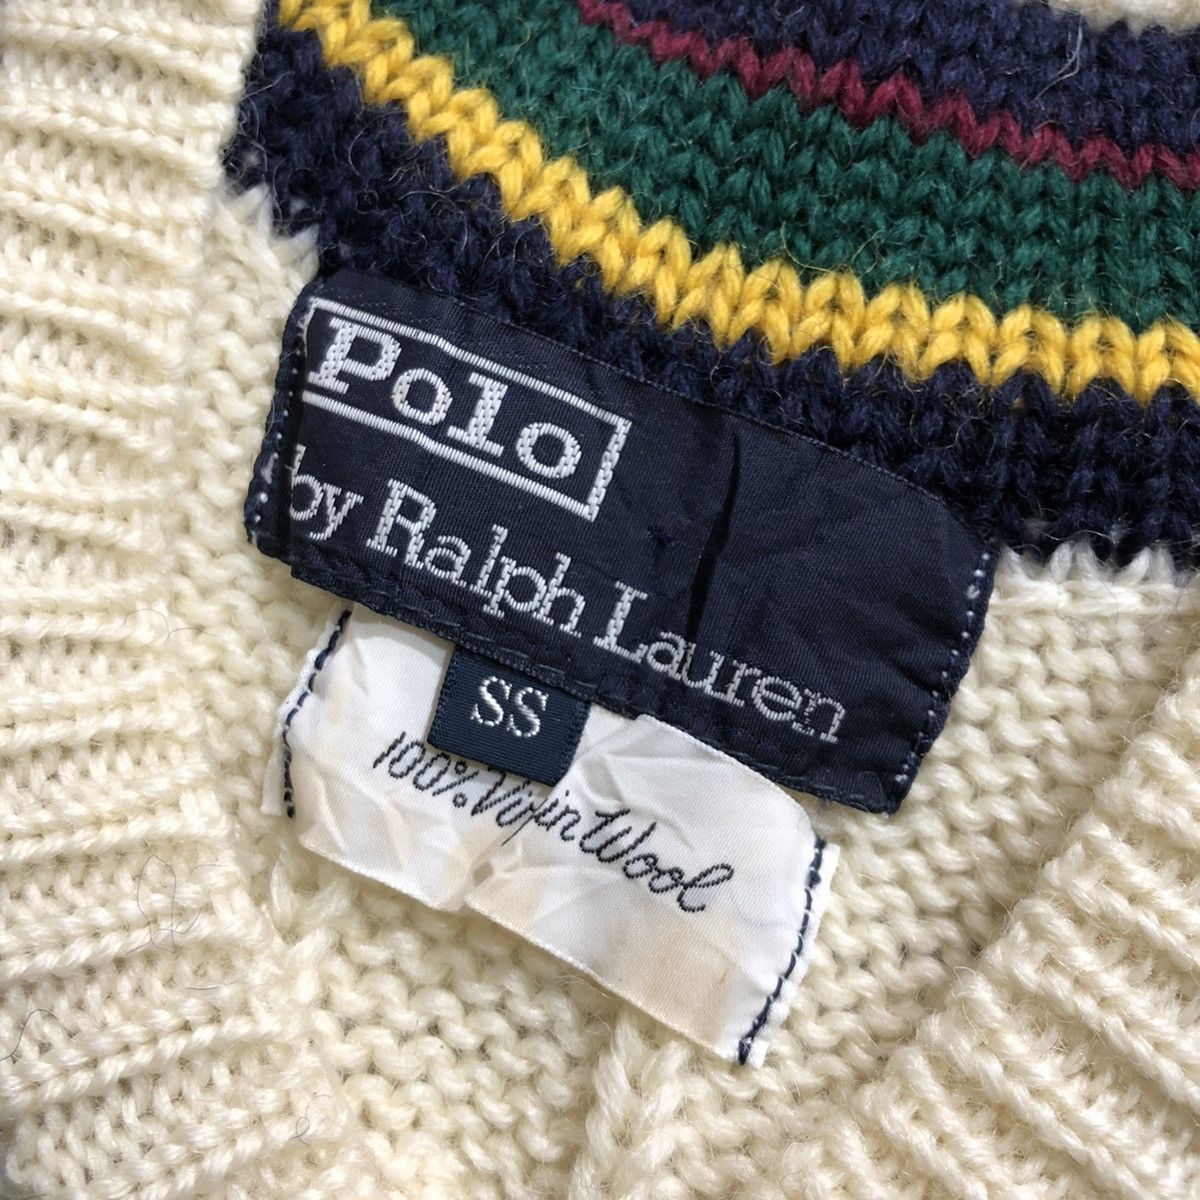 Polo
by Ralph Lauren
SS
100% Virgin Wool